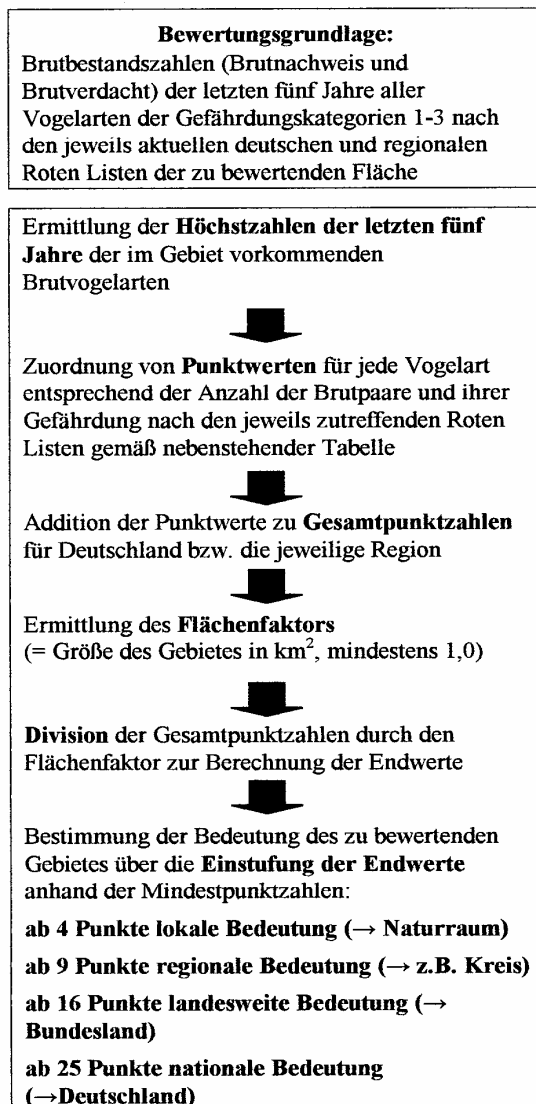 Bewertungsgrundlage:
Brutbestandszahlen (Brutnachweis und
Brutverdacht) der letzten fünf Jahre aller
Vogelarten der Gefährdungskategorien 1-3 nach
den jeweils aktuellen deutschen und regionalen
Roten Listen der zu bewertenden Fläche
Ermittlung der Höchstzahlen der letzten fünf
Jahre der im Gebiet vorkommenden
Brutvogelarten
Zuordnung von Punktwerten für jede Vogelart
entsprechend der Anzahl der Brutpaare und ihrer
Gefährdung nach den jeweils zutreffenden Roten
Listen gemäß nebenstehender Tabelle
Addition der Punktwerte zu Gesamtpunktzahlen
für Deutschland bzw. die jeweilige Region
Ermittlung des Flächenfaktors
(= Größe des Gebietes in km², mindestens 1,0)
Division der Gesamtpunktzahlen durch den
Flächenfaktor zur Berechnung der Endwerte
Bestimmung der Bedeutung des zu bewertenden
Gebietes über die Einstufung der Endwerte
anhand der Mindestpunktzahlen:
ab 4 Punkte lokale Bedeutung (→ Naturraum)
ab 9 Punkte regionale Bedeutung (→ z.B. Kreis)
ab 16 Punkte landesweite Bedeutung (→
Bundesland)
ab 25 Punkte nationale Bedeutung
(→Deutschland)